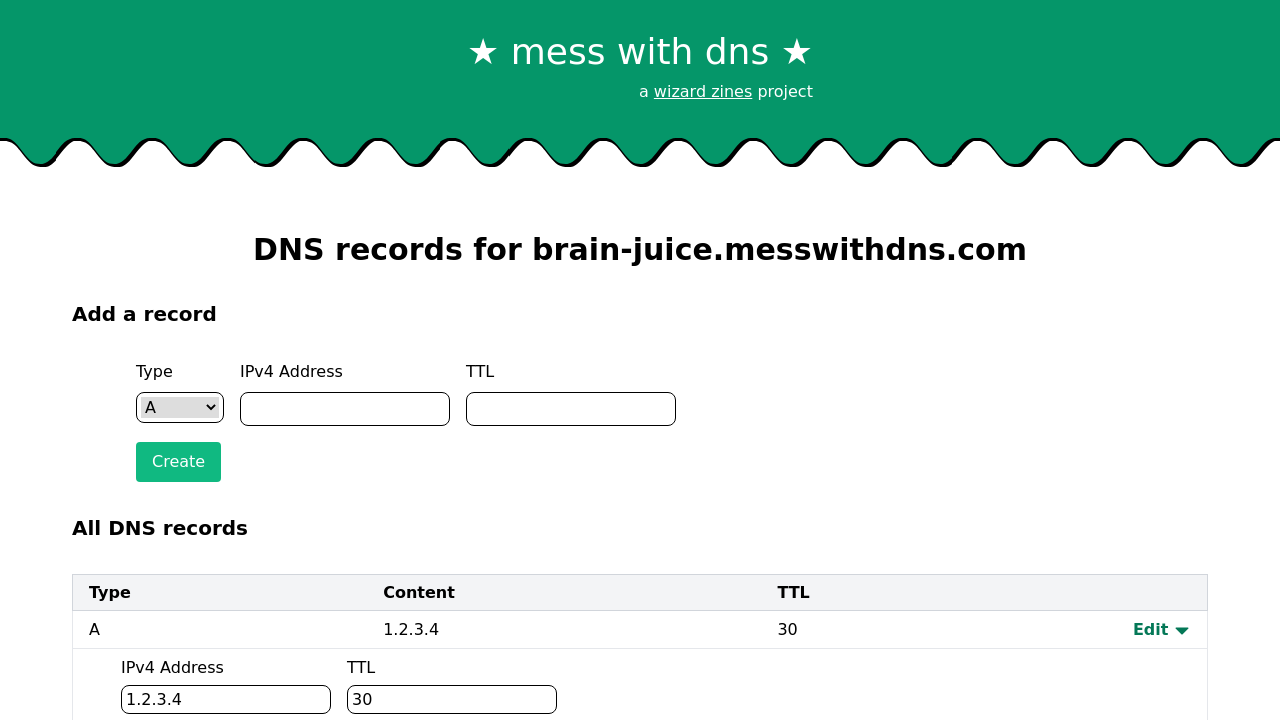 ★ mess with dns ★
a wizard zines project
DNS records for brain-juice.messwithdns.com
Add a record
Type IPv4 Address TTL
A
Create
All DNS records
Type Content TTL
A 1.2.3.4 30 Edit
IPv4 Address TTL
1.2.3.4 30